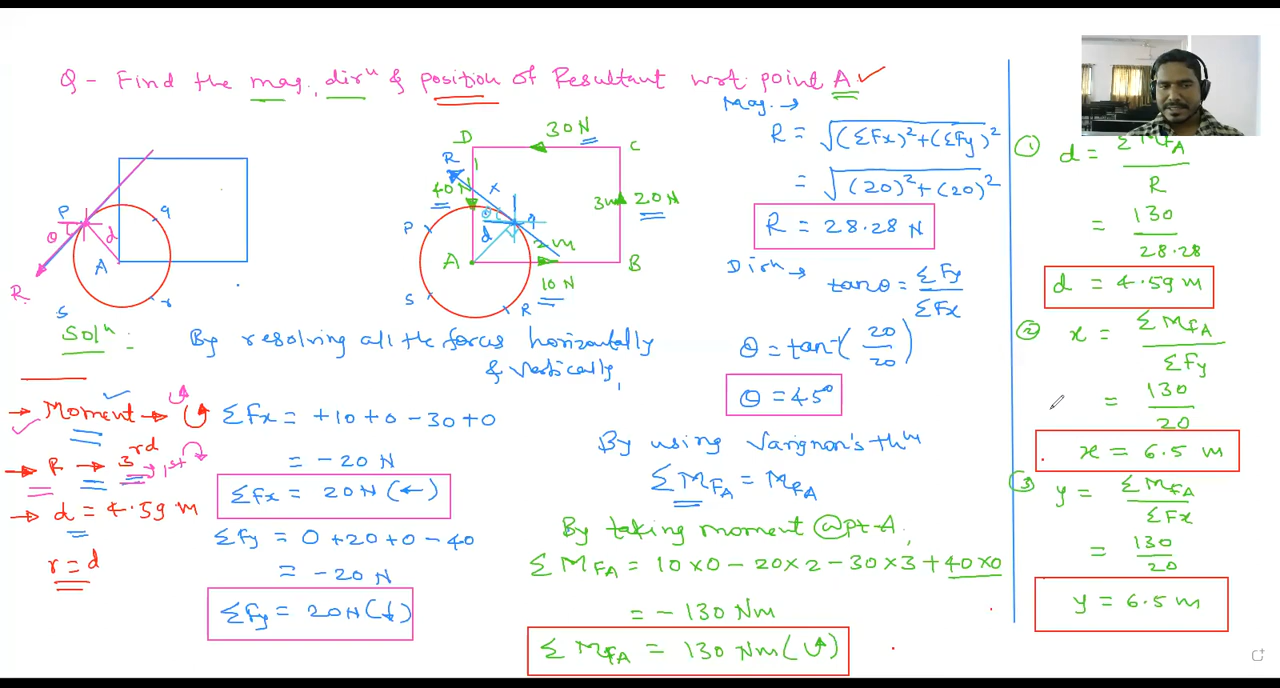 Q- Find the mag., dirⁿ & position of Resultant wrt. point A ✓
P
q
θ
d
A
R
s
r
D
30 N
C
R
x
40 N
θ
3m
20 N
P
q
d
2m
A
B
10 N
S
R
Solⁿ:
By resolving all the forces horizontally
& vertically,
→ Moment → ↺
→ R → 3rd → 1st
→ d = 4.59 m
r = d
ΣFx = +10+0-30+0
= -20 N
ΣFx = 20N (←)
ΣFy = 0+20+0-40
= -20 N
ΣFy = 20N (↓)
Mag. →
R = √(ΣFx)²+(ΣFy)²
= √(20)²+(20)²
R = 28.28 N
Dirⁿ →
tanθ = ΣFy/ΣFx
θ = tan⁻¹(20/20)
θ = 45°
By using Varignon's thm
ΣMFA = MFA
By taking moment @pt-A,
ΣMFA = 10×0 - 20×2 - 30×3 + 40×0
= -130 Nm
ΣMFA = 130 Nm (↺)
① d = ΣMFA/R
= 130/28.28
d = 4.59 m
② x = ΣMFA/ΣFy
= 130/20
x = 6.5 m
③ y = ΣMFA/ΣFx
= 130/20
y = 6.5 m